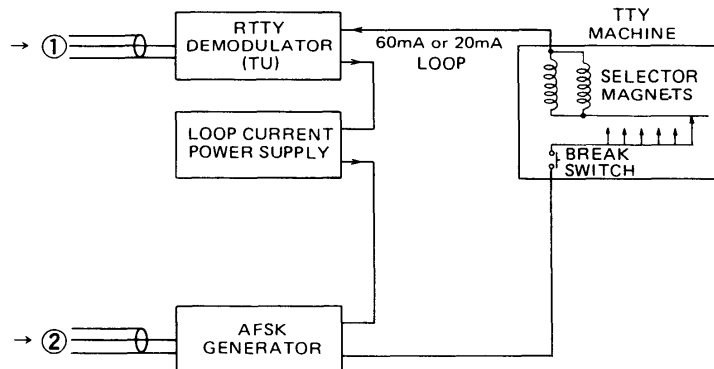 → 1
RTTY
DEMODULATOR
(TU)
60mA or 20mA
LOOP
TTY
MACHINE
SELECTOR
MAGNETS
LOOP CURRENT
POWER SUPPLY
BREAK
SWITCH
→ 2
AFSK
GENERATOR